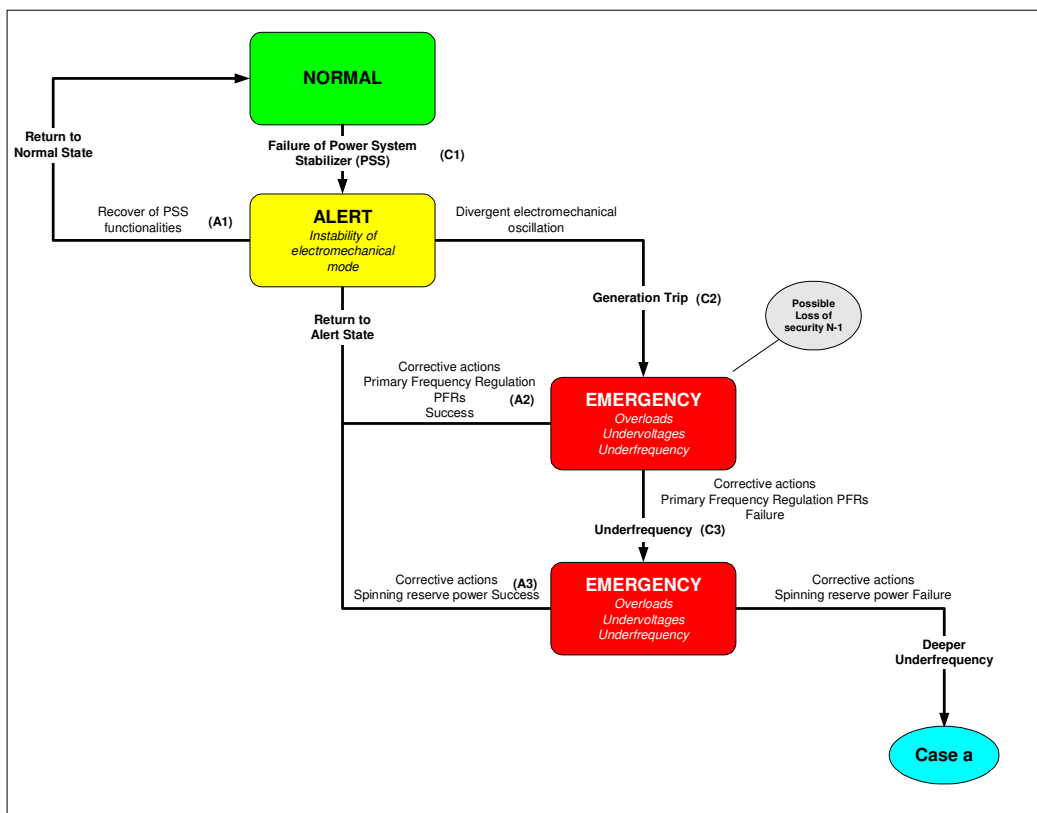 NORMAL
Return to
Normal State
Failure of Power System
Stabilizer (PSS)
(C1)
Recover of PSS
functionalities
(A1)
ALERT
Instability of
electromechanical
mode
Divergent electromechanical
oscillation
Generation Trip
(C2)
Possible
Loss of
security N-1
Return to
Alert State
Corrective actions
Primary Frequency Regulation
PFRs
Success
(A2)
EMERGENCY
Overloads
Undervoltages
Underfrequency
Corrective actions
Primary Frequency Regulation PFRs
Failure
Underfrequency
(C3)
Corrective actions
Spinning reserve power Success
(A3)
EMERGENCY
Overloads
Undervoltages
Underfrequency
Corrective actions
Spinning reserve power Failure
Deeper
Underfrequency
Case a